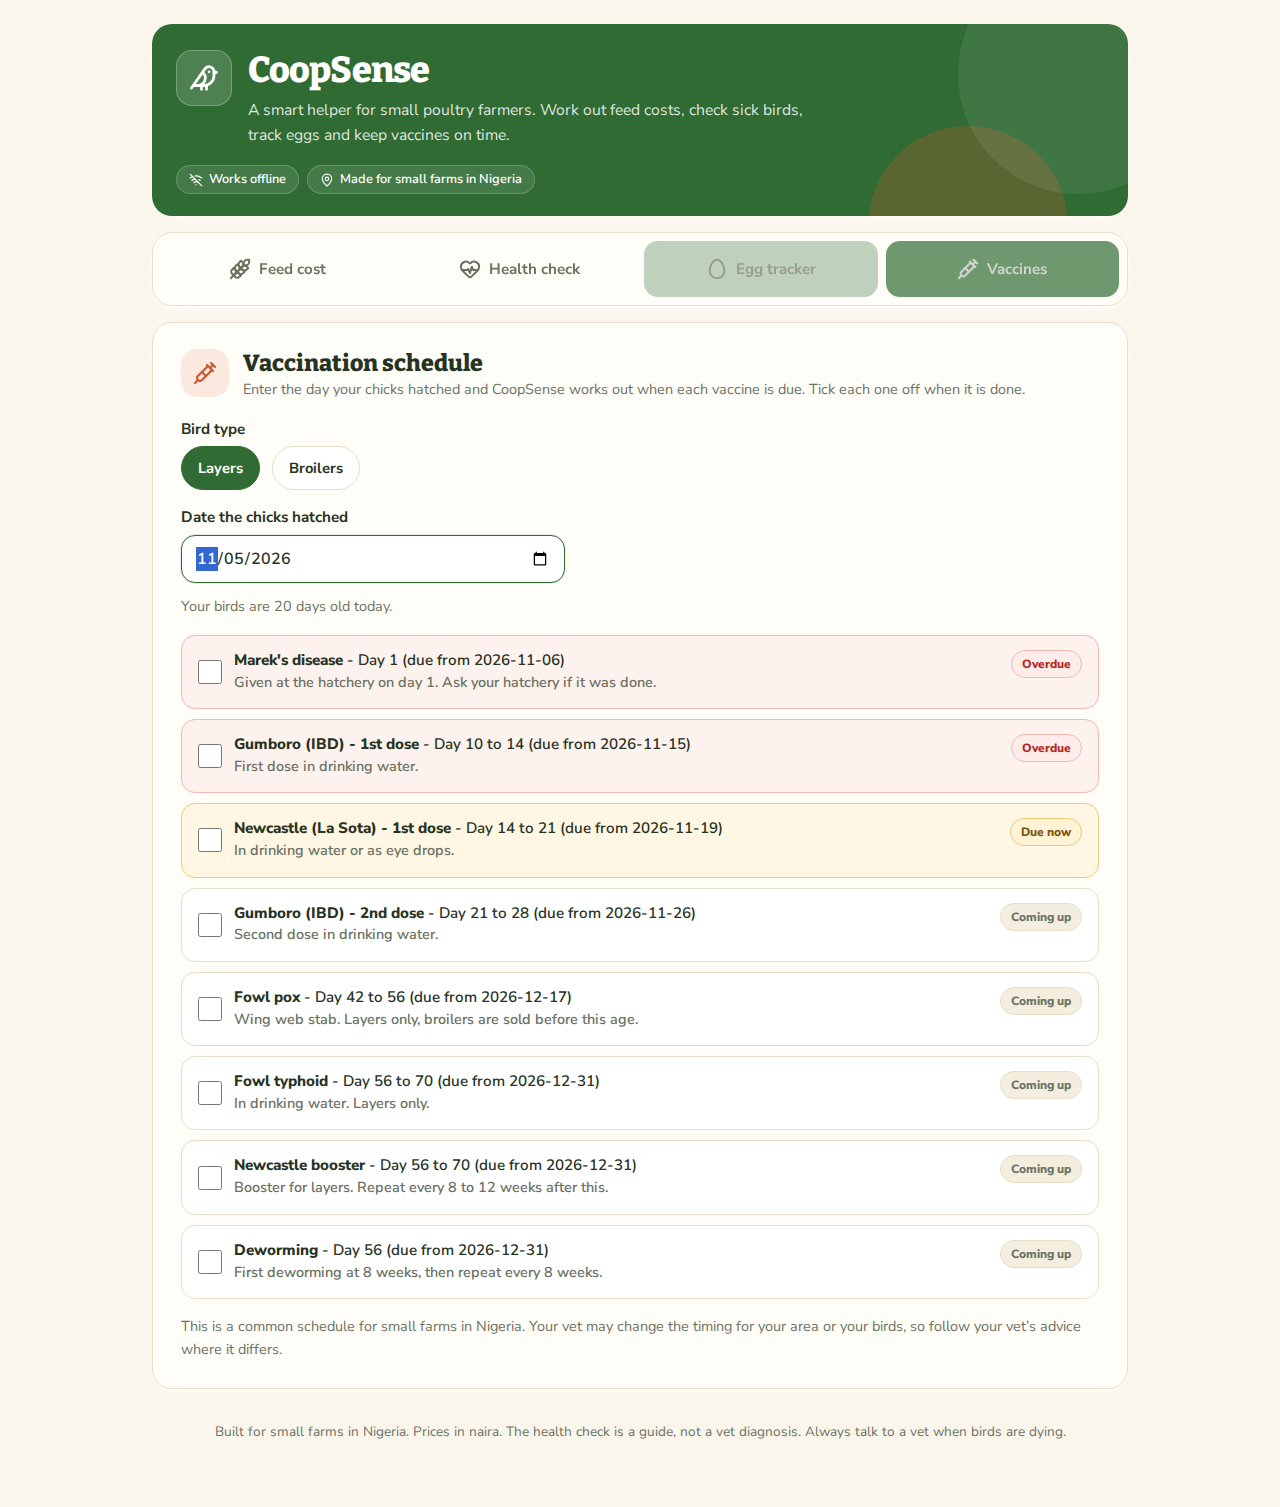 CoopSense
A smart helper for small poultry farmers. Work out feed costs, check sick birds,
track eggs and keep vaccines on time.
Works offline
Made for small farms in Nigeria
Feed cost
Health check
Egg tracker
Vaccines
Vaccination schedule
Enter the day your chicks hatched and CoopSense works out when each vaccine is due. Tick each one off when it is done.
Bird type
Layers
Broilers
Date the chicks hatched
11/05/2026
Your birds are 20 days old today.
Marek's disease - Day 1 (due from 2026-11-06)
Overdue
Given at the hatchery on day 1. Ask your hatchery if it was done.
Gumboro (IBD) - 1st dose - Day 10 to 14 (due from 2026-11-15)
Overdue
First dose in drinking water.
Newcastle (La Sota) - 1st dose - Day 14 to 21 (due from 2026-11-19)
Due now
In drinking water or as eye drops.
Gumboro (IBD) - 2nd dose - Day 21 to 28 (due from 2026-11-26)
Coming up
Second dose in drinking water.
Fowl pox - Day 42 to 56 (due from 2026-12-17)
Coming up
Wing web stab. Layers only, broilers are sold before this age.
Fowl typhoid - Day 56 to 70 (due from 2026-12-31)
Coming up
In drinking water. Layers only.
Newcastle booster - Day 56 to 70 (due from 2026-12-31)
Coming up
Booster for layers. Repeat every 8 to 12 weeks after this.
Deworming - Day 56 (due from 2026-12-31)
Coming up
First deworming at 8 weeks, then repeat every 8 weeks.
This is a common schedule for small farms in Nigeria. Your vet may change the timing for your area or your birds, so follow your vet's advice
where it differs.
Built for small farms in Nigeria. Prices in naira. The health check is a guide, not a vet diagnosis. Always talk to a vet when birds are dying.